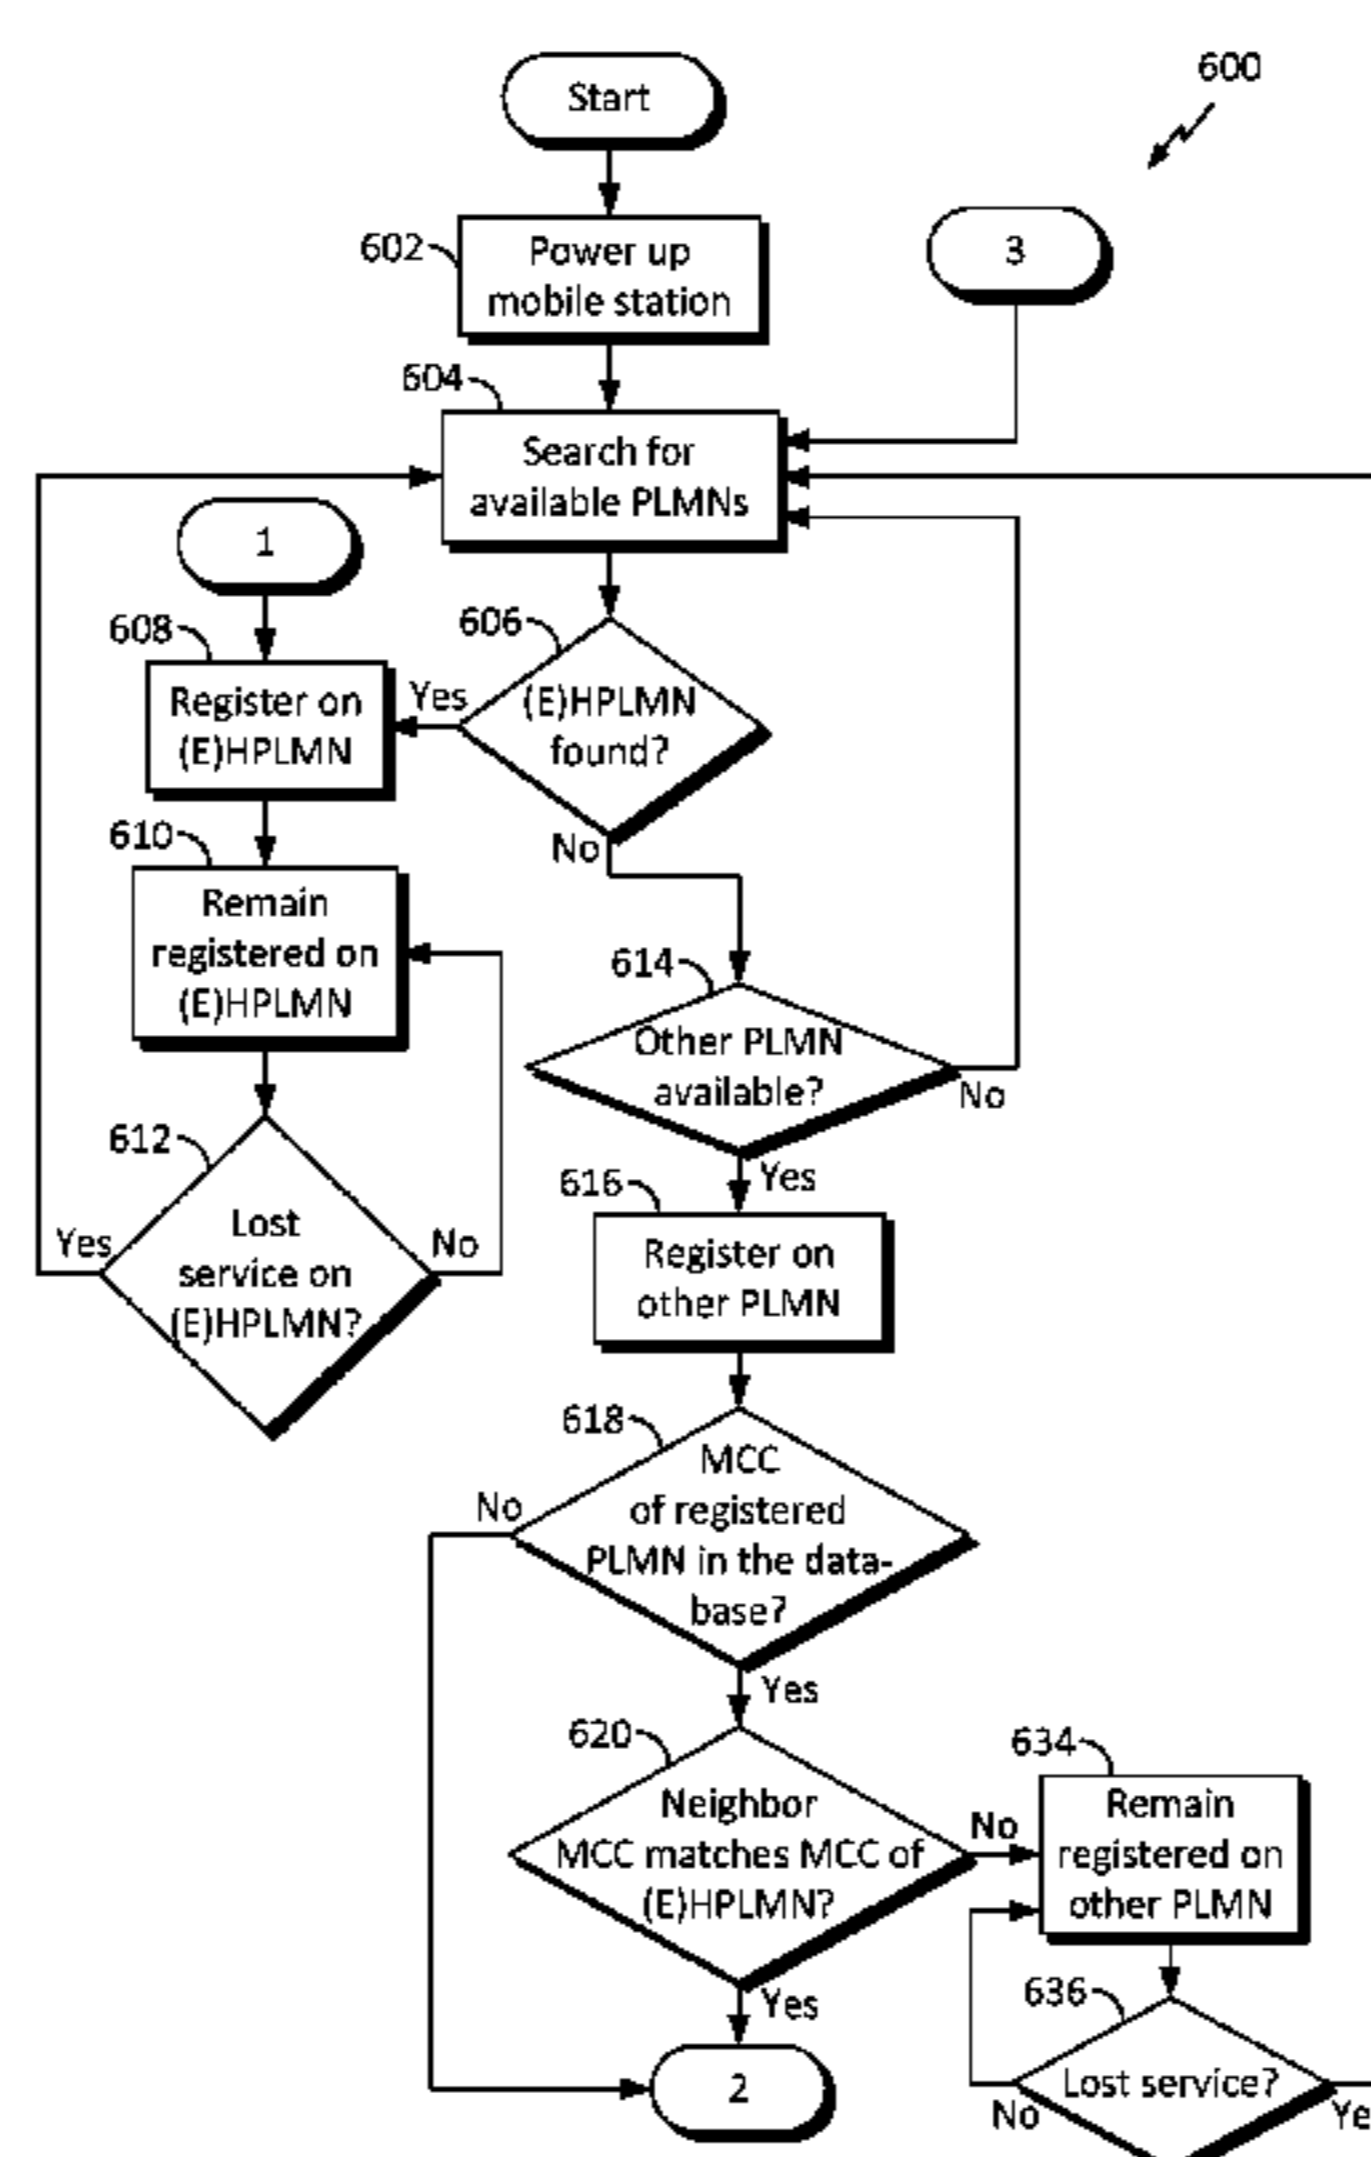 Start
600
602
Power up
mobile station
3
604
Search for
available PLMNs
1
606
(E)HPLMN
found?
Yes
No
608
Register on
(E)HPLMN
610
Remain
registered on
(E)HPLMN
612
Lost
service on
(E)HPLMN?
Yes
No
614
Other PLMN
available?
No
Yes
616
Register on
other PLMN
618
MCC
of registered
PLMN in the data-
base?
No
Yes
620
Neighbor
MCC matches MCC of
(E)HPLMN?
No
Yes
634
Remain
registered on
other PLMN
636
Lost service?
No
Ye
2